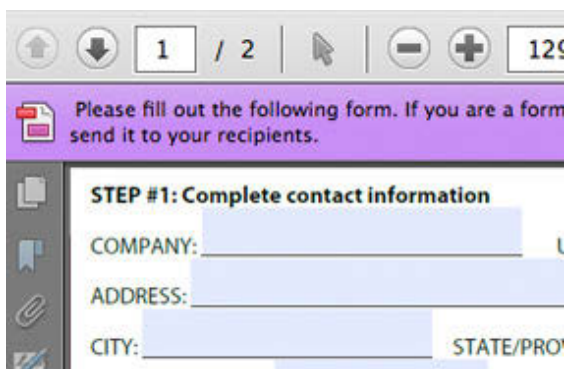 1 / 2 129
Please fill out the following form. If you are a form
send it to your recipients.
STEP #1: Complete contact information
COMPANY: U
ADDRESS:
CITY: STATE/PROV